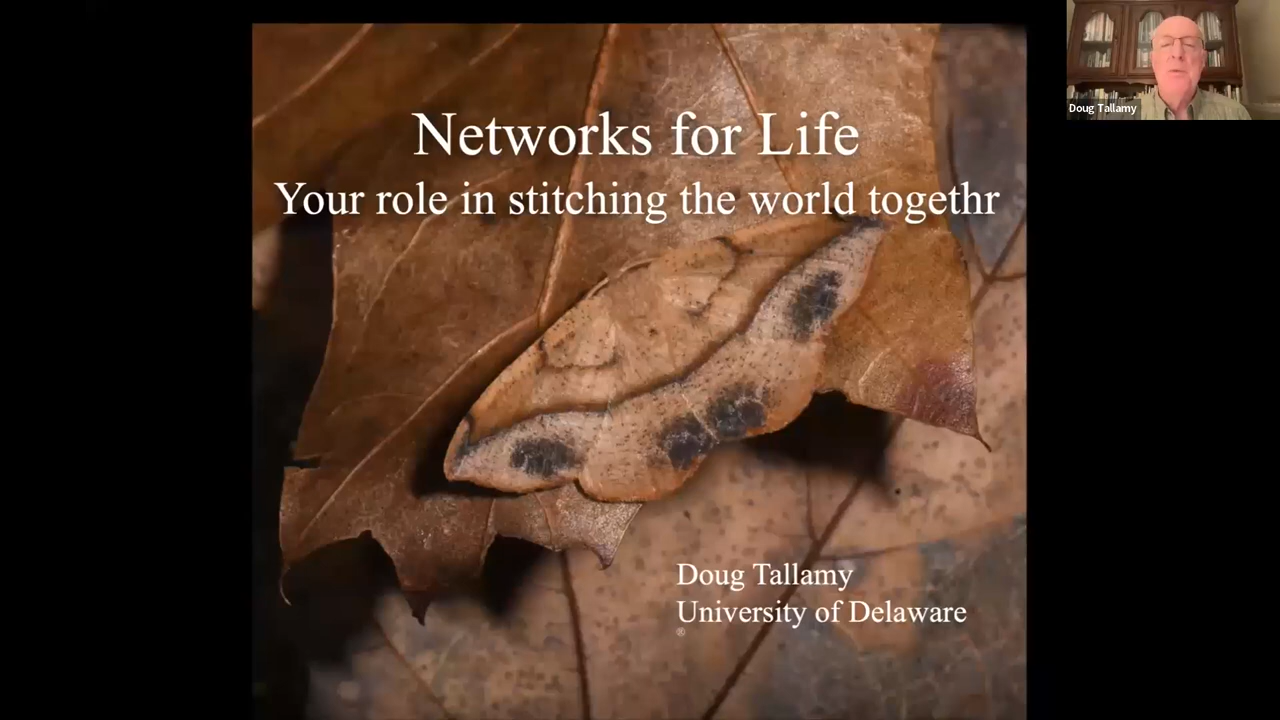 Networks for Life
Your role in stitching the world togethr
Doug Tallamy
University of Delaware
®
Doug Tallamy